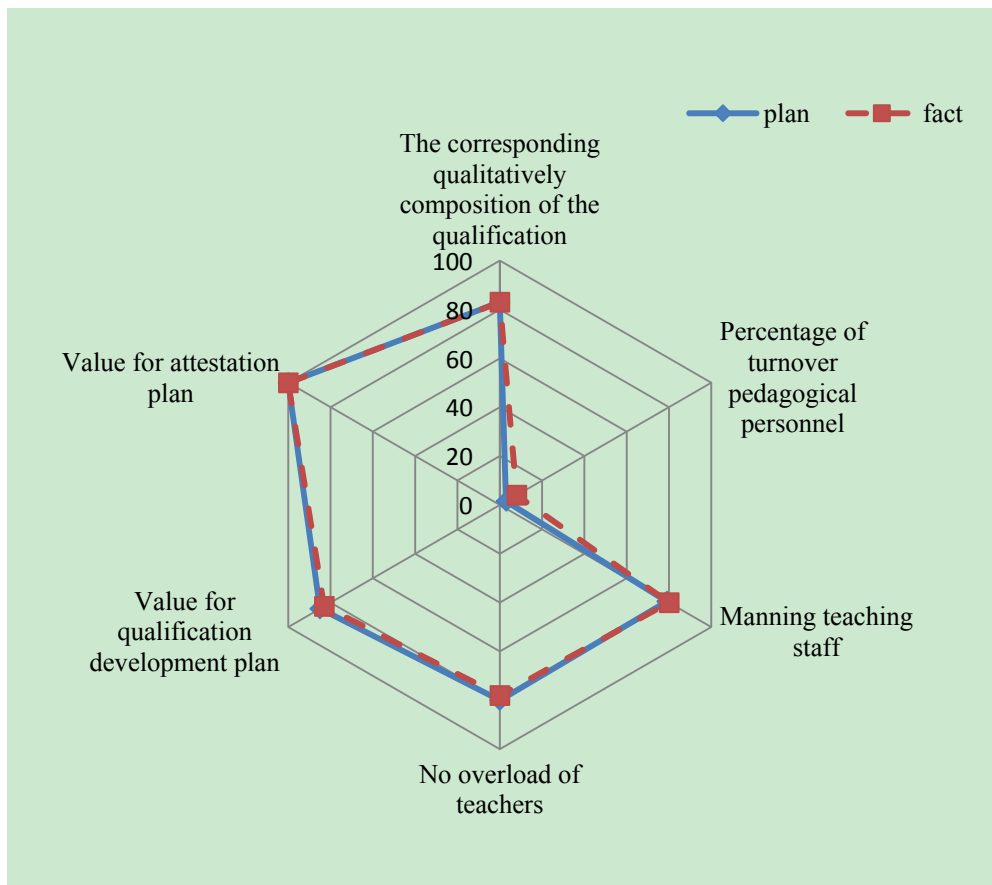 plan
fact
The corresponding
qualitatively
composition of the
qualification
100
80
60
40
20
0
Percentage of
turnover
pedagogical
personnel
Manning teaching
staff
No overload of
teachers
Value for
qualification
development plan
Value for attestation
plan